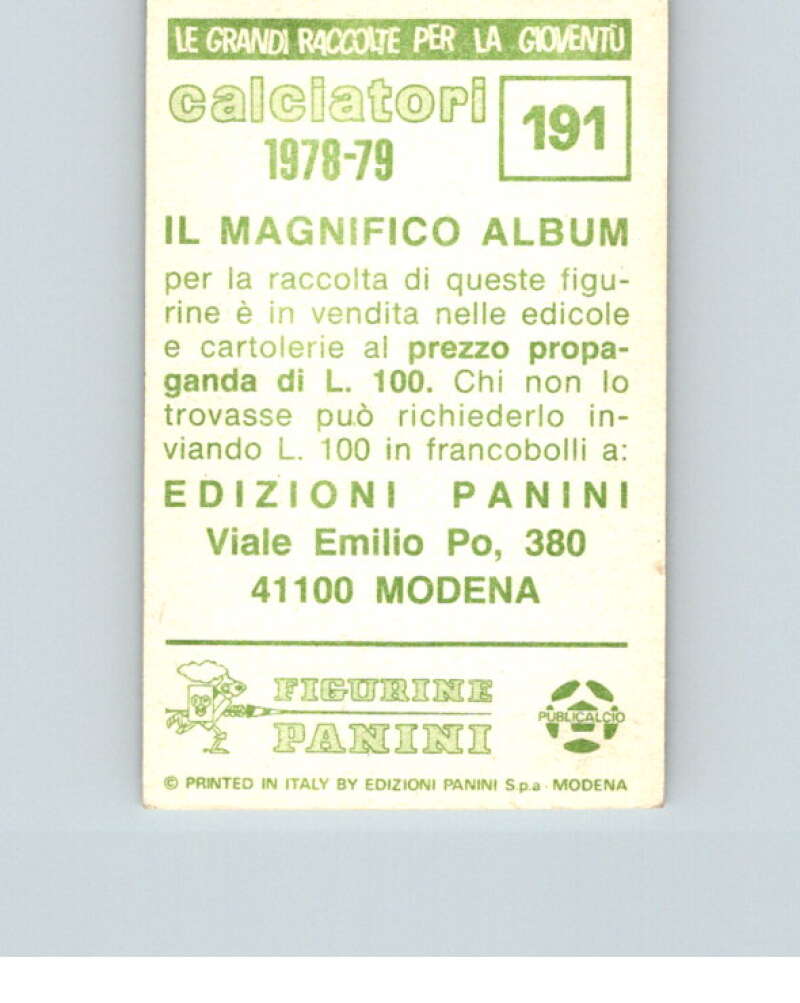 LE GRANDI RACCOLTE PER LA GIOVENTÙ
calciatori
1978-79
191
IL MAGNIFICO ALBUM
per la raccolta di queste figu-
rine è in vendita nelle edicole
e cartolerie al prezzo propa-
ganda di L. 100. Chi non lo
trovasse può richiederlo in-
viando L. 100 in francobolli a:
EDIZIONI PANINI
Viale Emilio Po, 380
41100 MODENA
FIGURINE
PANINI
PUBLICALCIO
© PRINTED IN ITALY BY EDIZIONI PANINI S.p.a - MODENA